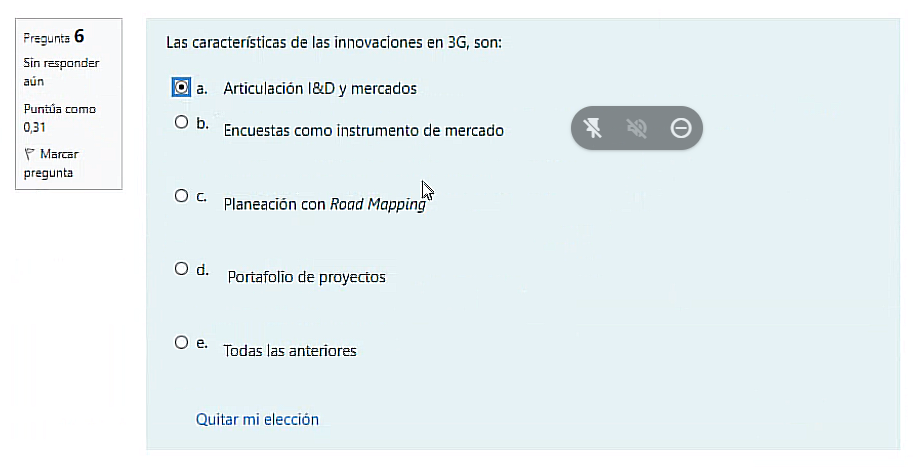 Pregunta 6
Sin responder
aún
Puntúa como
0,31
Marcar
pregunta
Las características de las innovaciones en 3G, son:
a. Articulación I&D y mercados
b. Encuestas como instrumento de mercado
c. Planeación con Road Mapping
d. Portafolio de proyectos
e. Todas las anteriores
Quitar mi elección